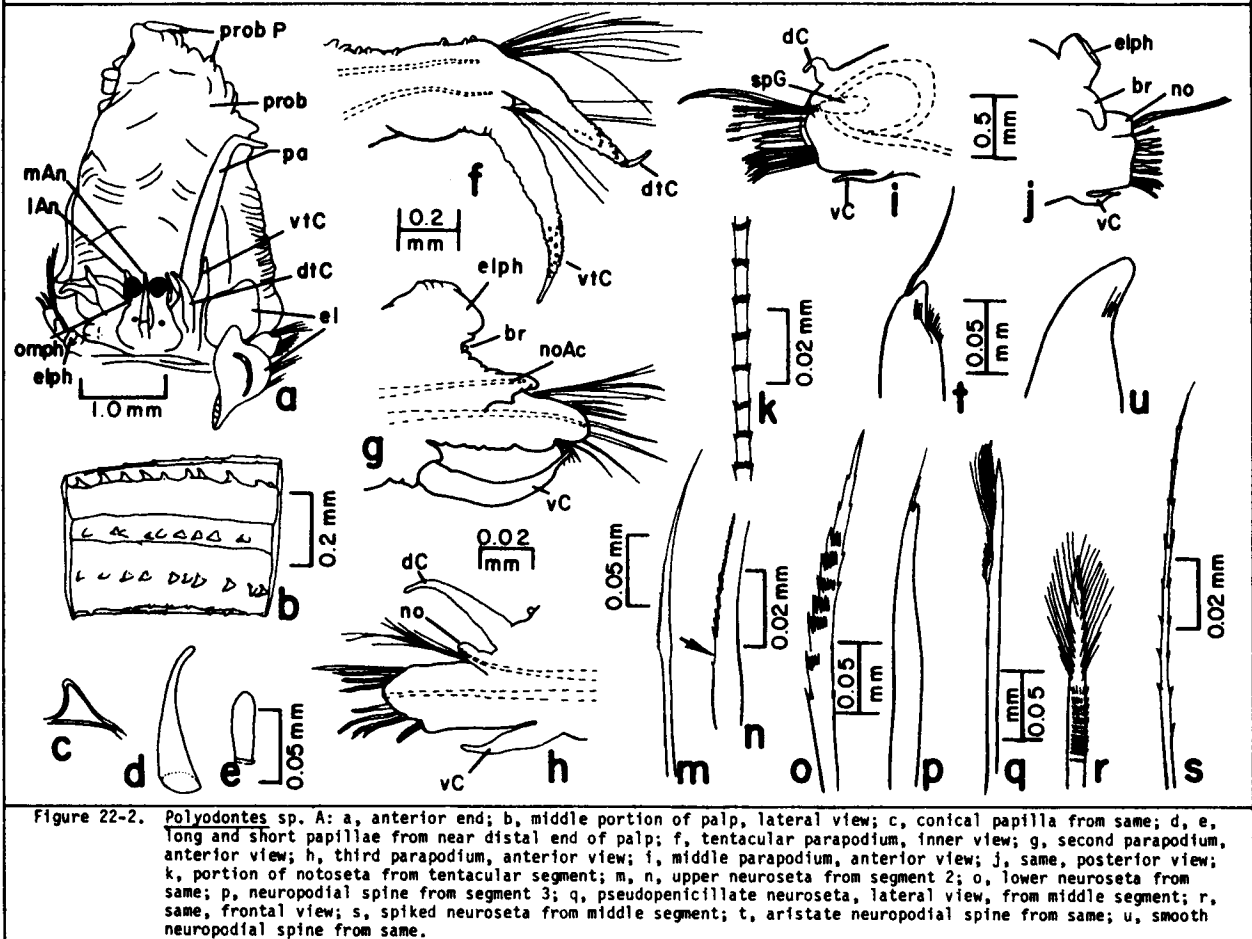 prob P
prob
pa
mAn
lAn
vtC
dtC
el
omph
elph
1.0 mm
a
f
dtC
0.2
mm
vtC
dC
spG
0.5
mm
vC
i
elph
br
no
j
vC
elph
br
noAc
g
vC
0.02
mm
k
0.02 mm
t
0.05
mm
u
b
0.2 mm
c
d
e
0.05 mm
dC
no
h
vC
0.05 mm
m
n
0.02 mm
o
0.05
mm
p
q
mm
0.05
r
s
0.02 mm
Figure 22-2. Polyodontes sp. A: a, anterior end; b, middle portion of palp, lateral view; c, conical papilla from same; d, e,
long and short papillae from near distal end of palp; f, tentacular parapodium, inner view; g, second parapodium,
anterior view; h, third parapodium, anterior view; i, middle parapodium, anterior view; j, same, posterior view;
k, portion of notoseta from tentacular segment; m, n, upper neuroseta from segment 2; o, lower neuroseta from
same; p, neuropodial spine from segment 3; q, pseudopenicillate neuroseta, lateral view, from middle segment; r,
same, frontal view; s, spiked neuroseta from middle segment; t, aristate neuropodial spine from same; u, smooth
neuropodial spine from same.